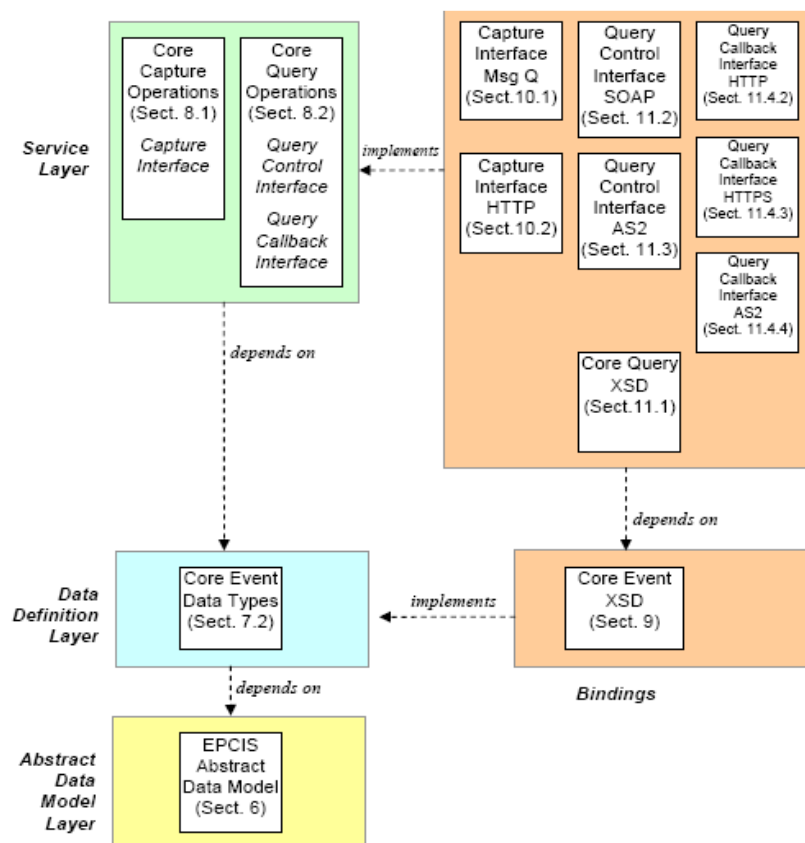 Core
Capture
Operations
(Sect. 8.1)
Capture
Interface
Core
Query
Operations
(Sect. 8.2)
Query
Control
Interface
Query
Callback
Interface
Service
Layer
implements
Capture
Interface
Msg Q
(Sect.10.1)
Query
Control
Interface
SOAP
(Sect. 11.2)
Query
Callback
Interface
HTTP
(Sect. 11.4.2)
Capture
Interface
HTTP
(Sect.10.2)
Query
Control
Interface
AS2
(Sect. 11.3)
Query
Callback
Interface
HTTPS
(Sect. 11.4.3)
Query
Callback
Interface
AS2
(Sect. 11.4.4)
Core Query
XSD
(Sect.11.1)
depends on
depends on
Data
Definition
Layer
Core Event
Data Types
(Sect. 7.2)
implements
Core Event
XSD
(Sect. 9)
Bindings
depends on
Abstract
Data
Model
Layer
EPCIS
Abstract
Data Model
(Sect. 6)